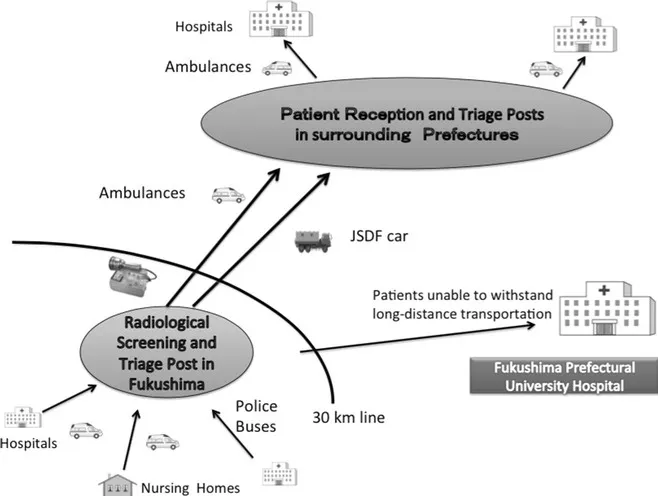 Hospitals
Ambulances
Patient Reception and Triage Posts
in surrounding Prefectures
Ambulances
JSDF car
Patients unable to withstand
long-distance transportation
Radiological
Screening and
Triage Post in
Fukushima
Fukushima Prefectural
University Hospital
30 km line
Police
Buses
Hospitals
Nursing Homes